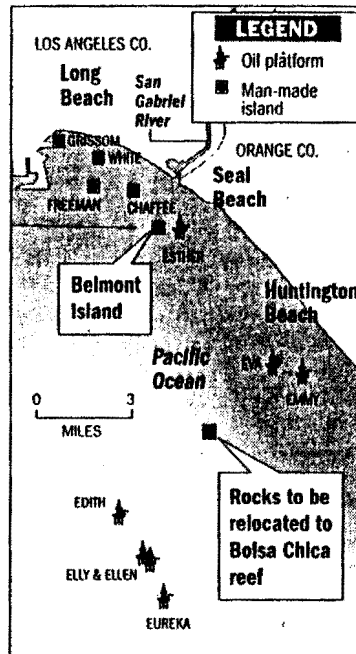 LEGEND
Oil plåtform
Man-made
island
LOS ANGELES CO.
Long
Beach
San
Gabriel
River
ORANGE CO.
Seal
Beach
GRISSOM
WHITE
FREEMAN
CHAFFEE
ESTHER
Belmont
Island
Huntington
Beach
Pacific
Ocean
EVA
EMMY
0 3
MILES
Rocks to be
relocated to
Bolsa Chica
reef
EDITH
ELLY & ELLEN
EUREKA